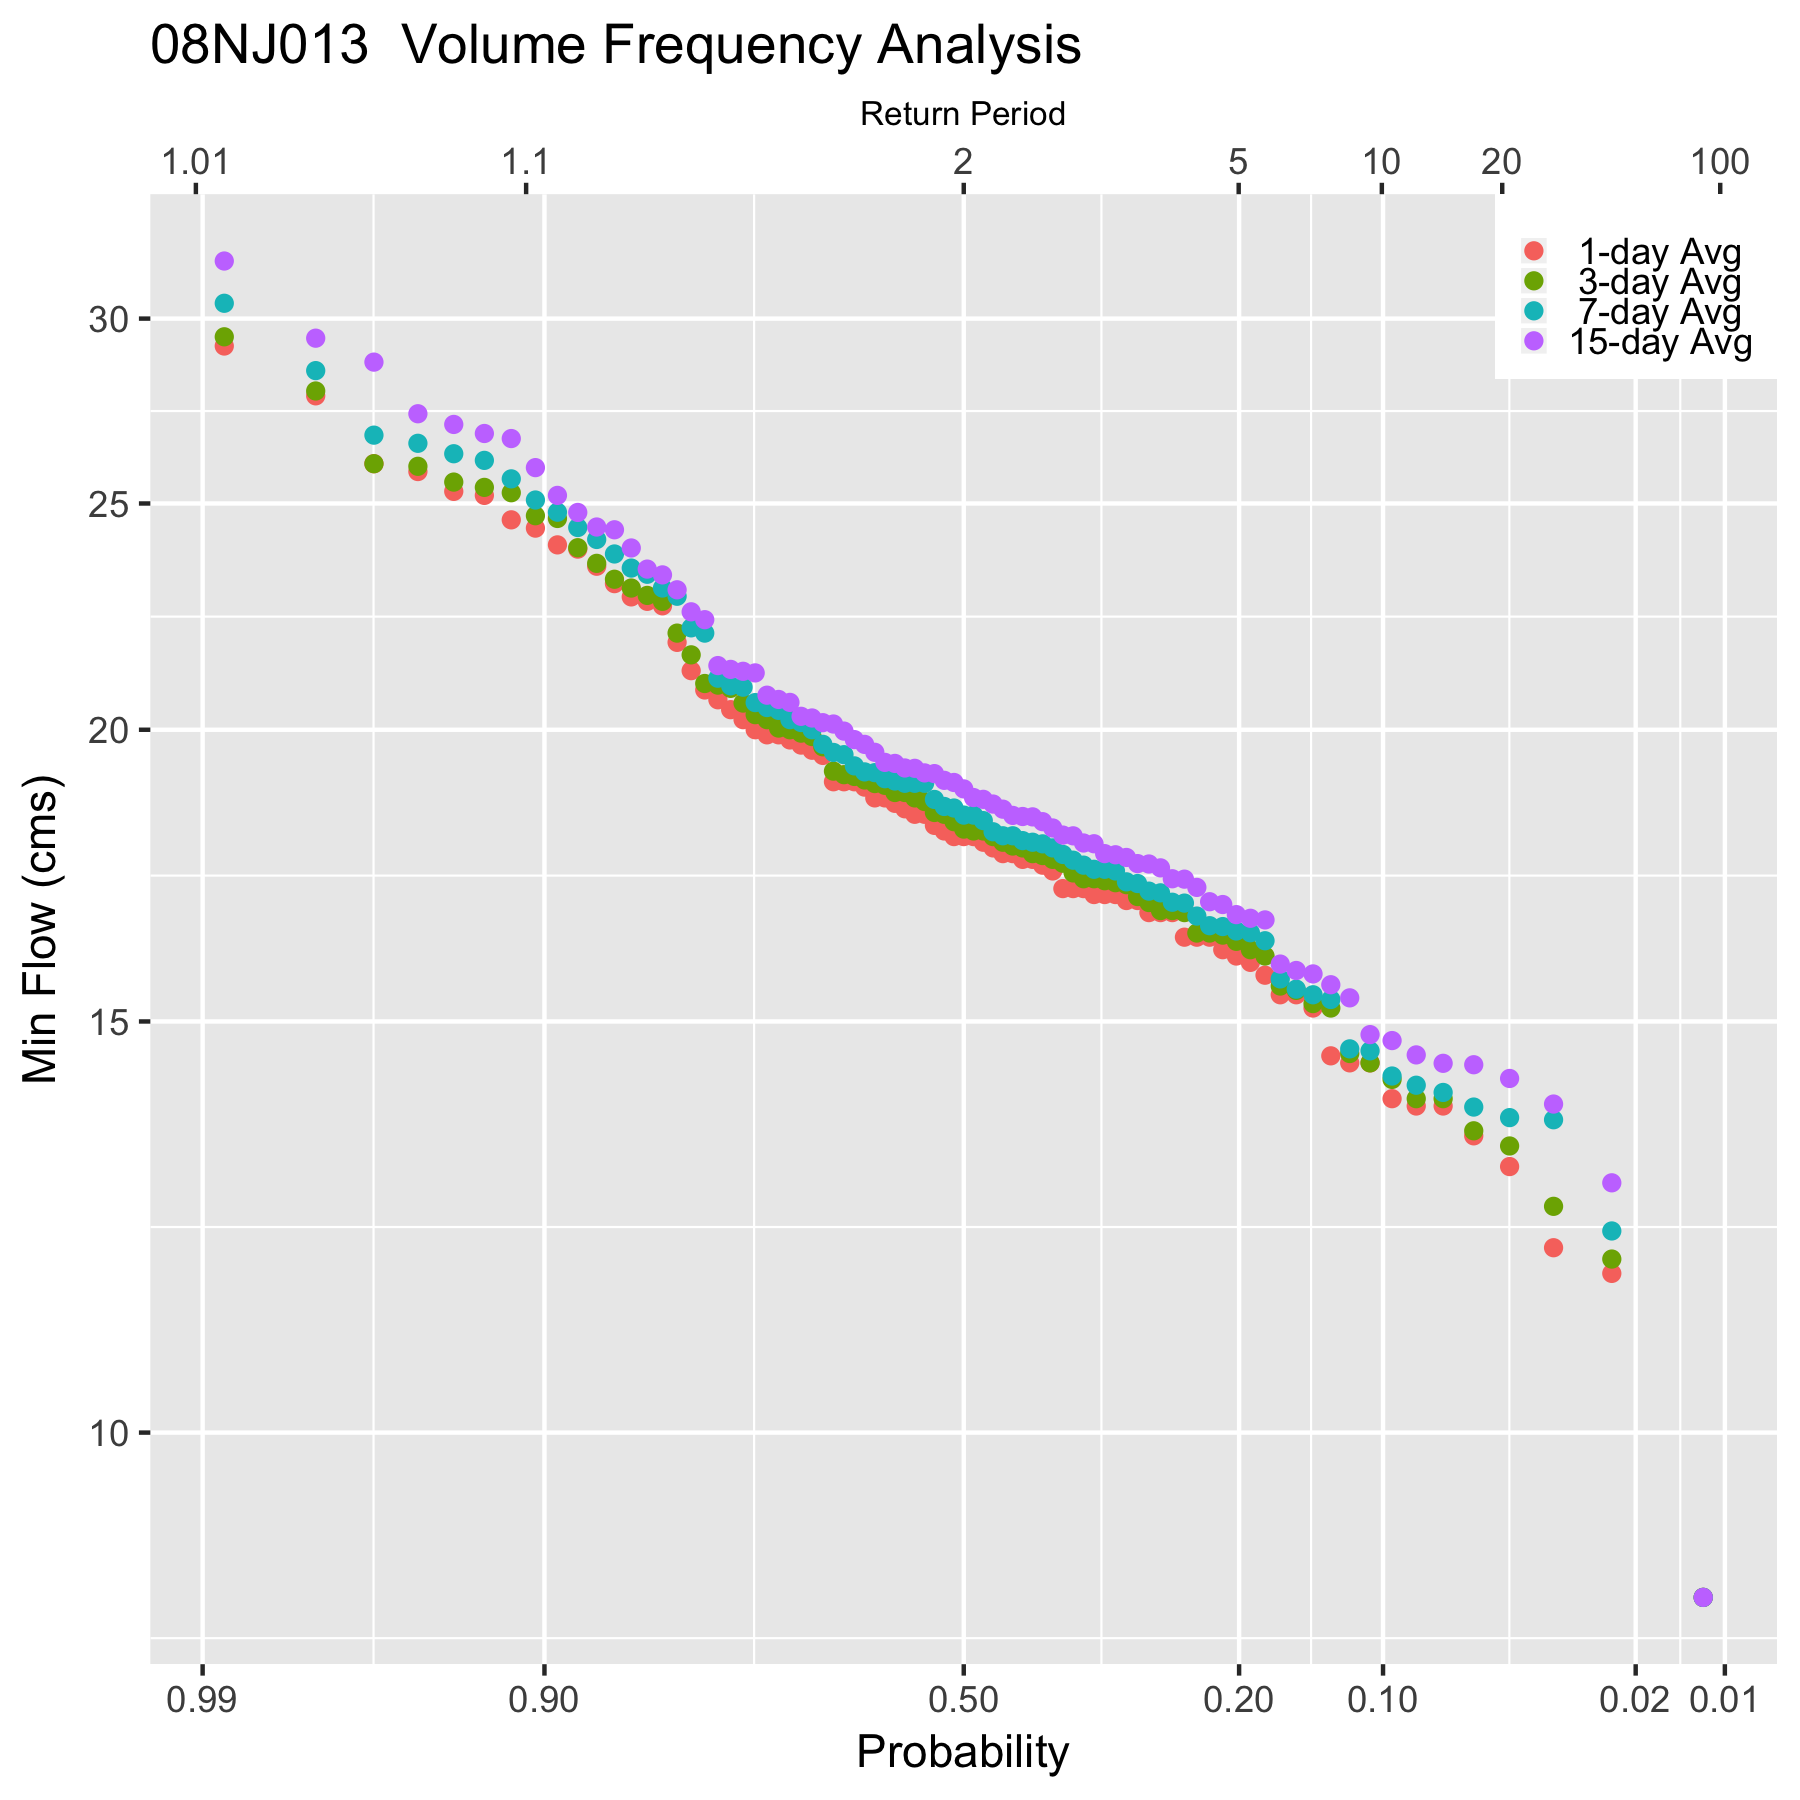 08NJ013  Volume Frequency Analysis
Return Period
1.01 1.1 2 5 10 20 100
1-day Avg
3-day Avg
7-day Avg
15-day Avg
30
25
20
15
10
Min Flow (cms)
0.99 0.90 0.50 0.20 0.10 0.02 0.01
Probability